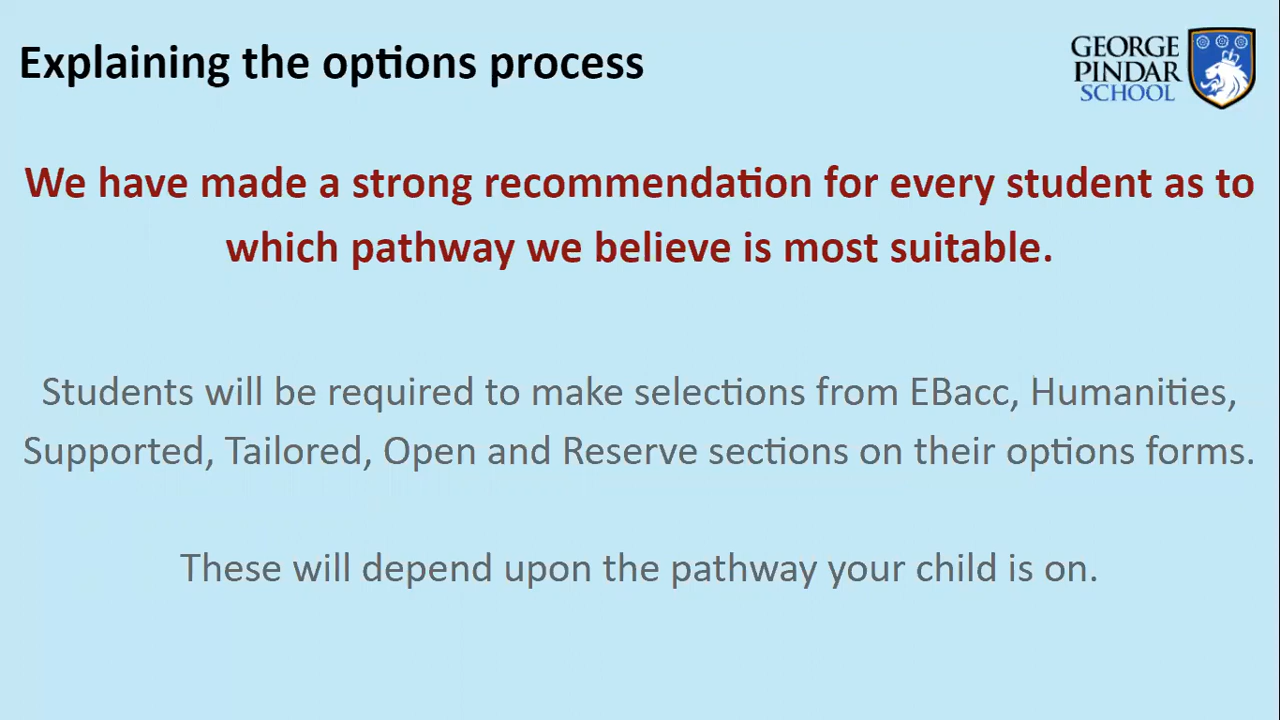 Explaining the options process
GEORGE
PINDAR
SCHOOL
We have made a strong recommendation for every student as to
which pathway we believe is most suitable.
Students will be required to make selections from EBacc, Humanities,
Supported, Tailored, Open and Reserve sections on their options forms.
These will depend upon the pathway your child is on.